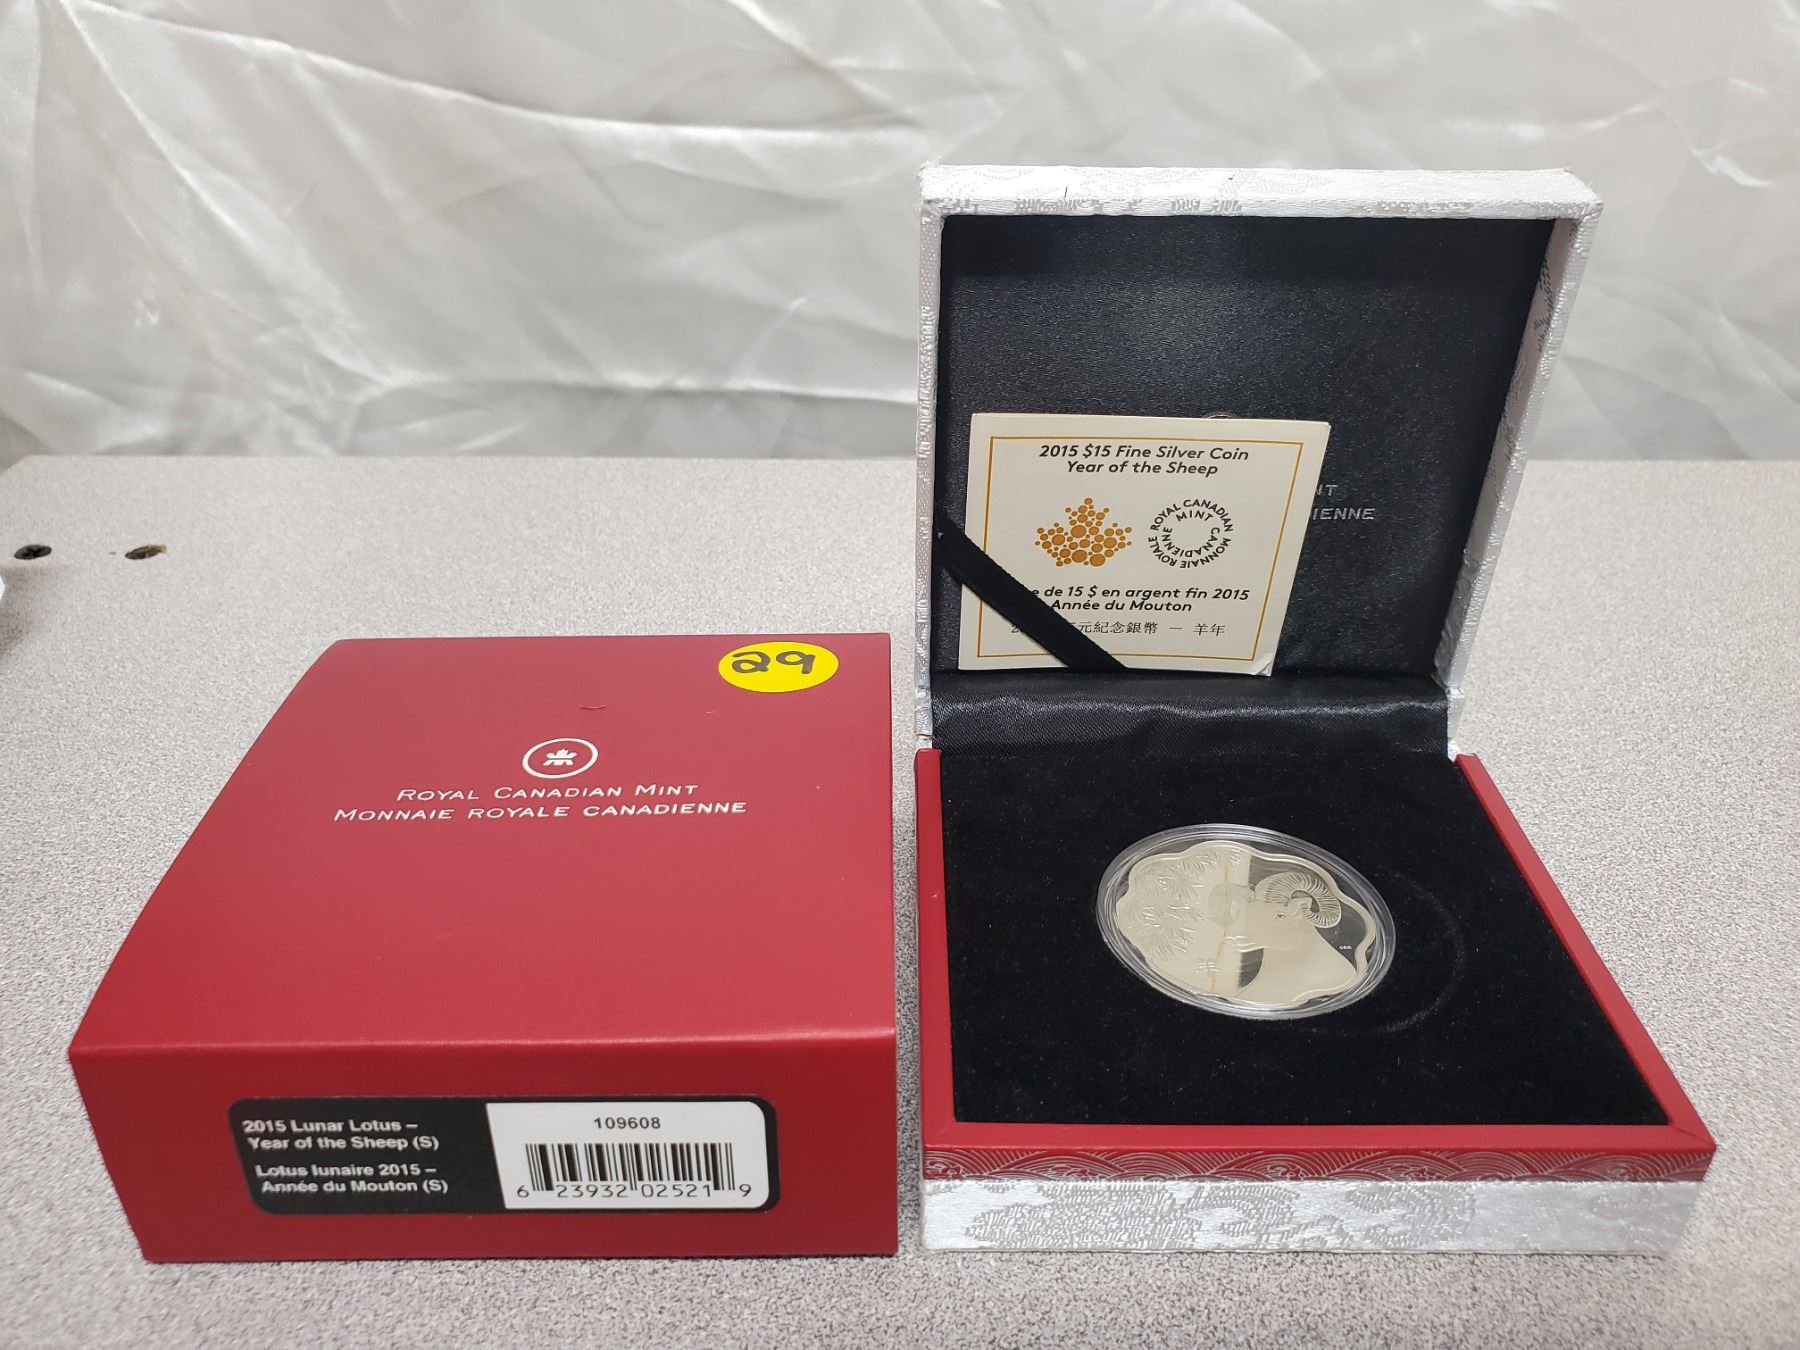 29
ROYAL CANADIAN MINT
MONNAIE ROYALE CANADIENNE
2015 Lunar Lotus –
Year of the Sheep (S)
Lotus lunaire 2015 –
Année du Mouton (S)
109608
6 23932 02521 9
2015 $15 Fine Silver Coin
Year of the Sheep
ROYAL CANADIAN MINT
MONNAIE ROYALE CANADIENNE
de 15 $ en argent fin 2015
Année du Mouton
元紀念銀幣 — 羊年
羊